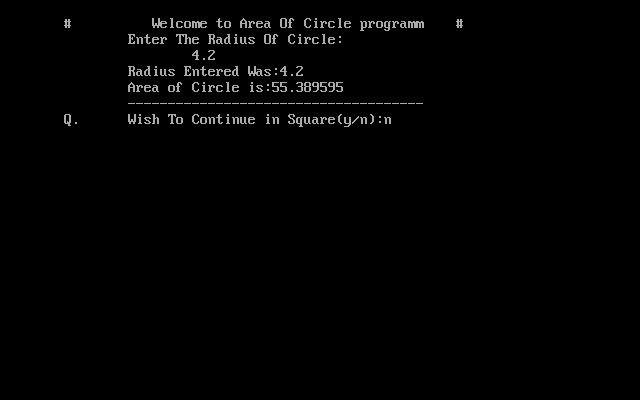 # Welcome to Area Of Circle programm #
Enter The Radius Of Circle:
4.2
Radius Entered Was:4.2
Area of Circle is:55.389595
-------------------------------------
Q. Wish To Continue in Square(y/n):n